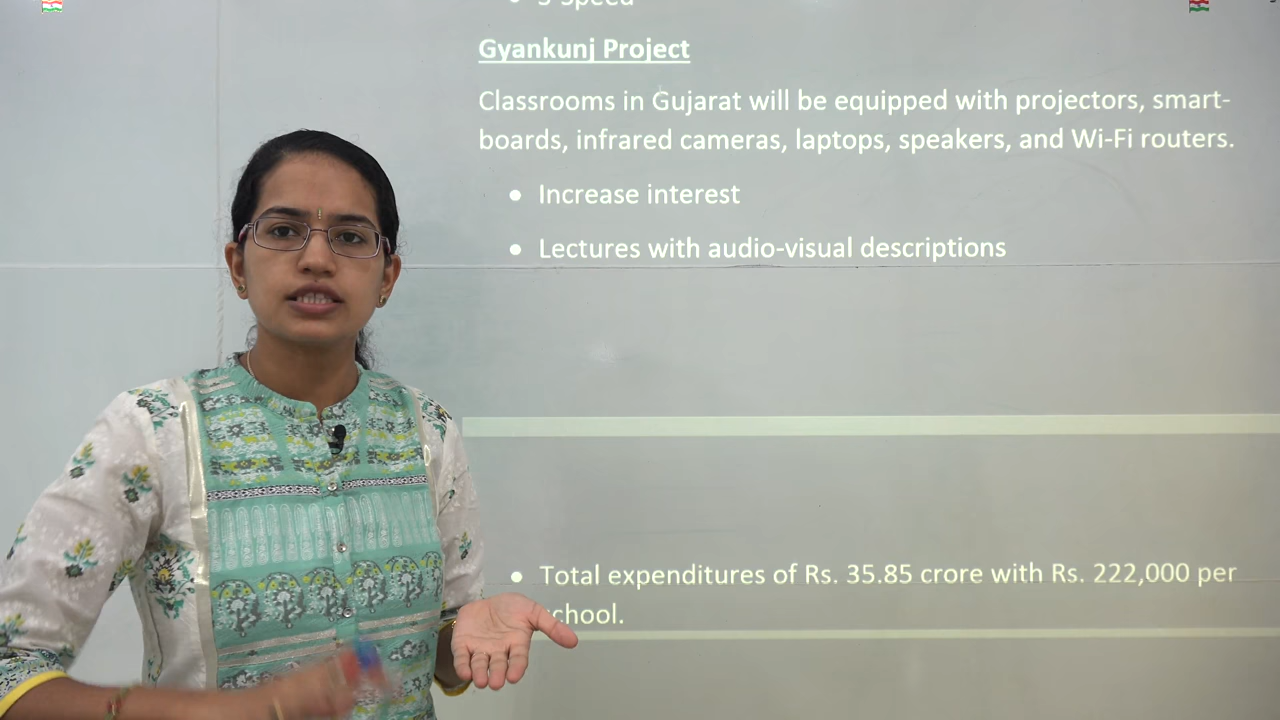 Gyankunj Project
Classrooms in Gujarat will be equipped with projectors, smart-
boards, infrared cameras, laptops, speakers, and Wi-Fi routers.
• Increase interest
• Lectures with audio-visual descriptions
• Total expenditures of Rs. 35.85 crore with Rs. 222,000 per
chool.